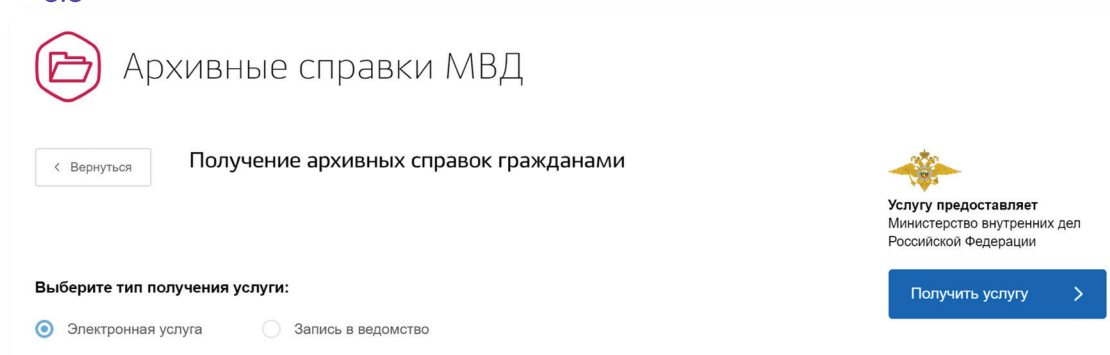 Архивные справки МВД
< Вернуться
Получение архивных справок гражданами
Услугу предоставляет
Министерство внутренних дел
Российской Федерации
Выберите тип получения услуги:
Получить услугу >
Электронная услуга
Запись в ведомство